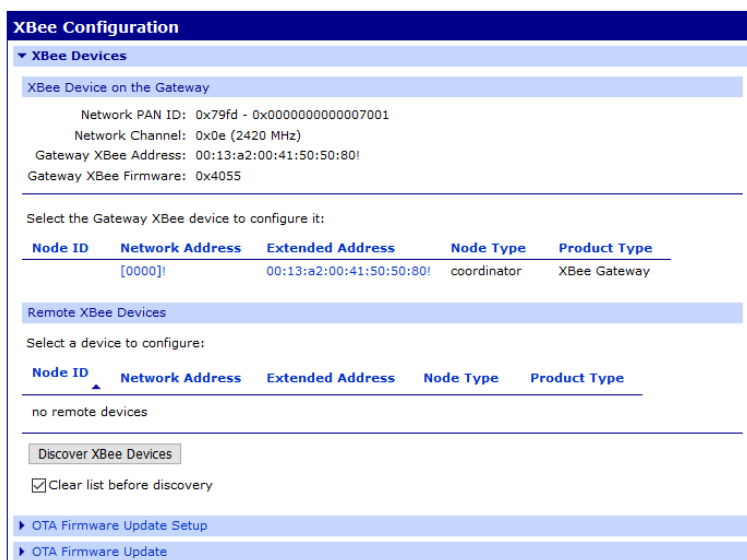 XBee Configuration
XBee Devices
XBee Device on the Gateway
Network PAN ID: 0x79fd - 0x0000000000007001
Network Channel: 0x0e (2420 MHz)
Gateway XBee Address: 00:13:a2:00:41:50:50:80!
Gateway XBee Firmware: 0x4055
Select the Gateway XBee device to configure it:
Node ID Network Address Extended Address Node Type Product Type
[0000]! 00:13:a2:00:41:50:50:80! coordinator XBee Gateway
Remote XBee Devices
Select a device to configure:
Node ID Network Address Extended Address Node Type Product Type
no remote devices
Discover XBee Devices
Clear list before discovery
OTA Firmware Update Setup
OTA Firmware Update